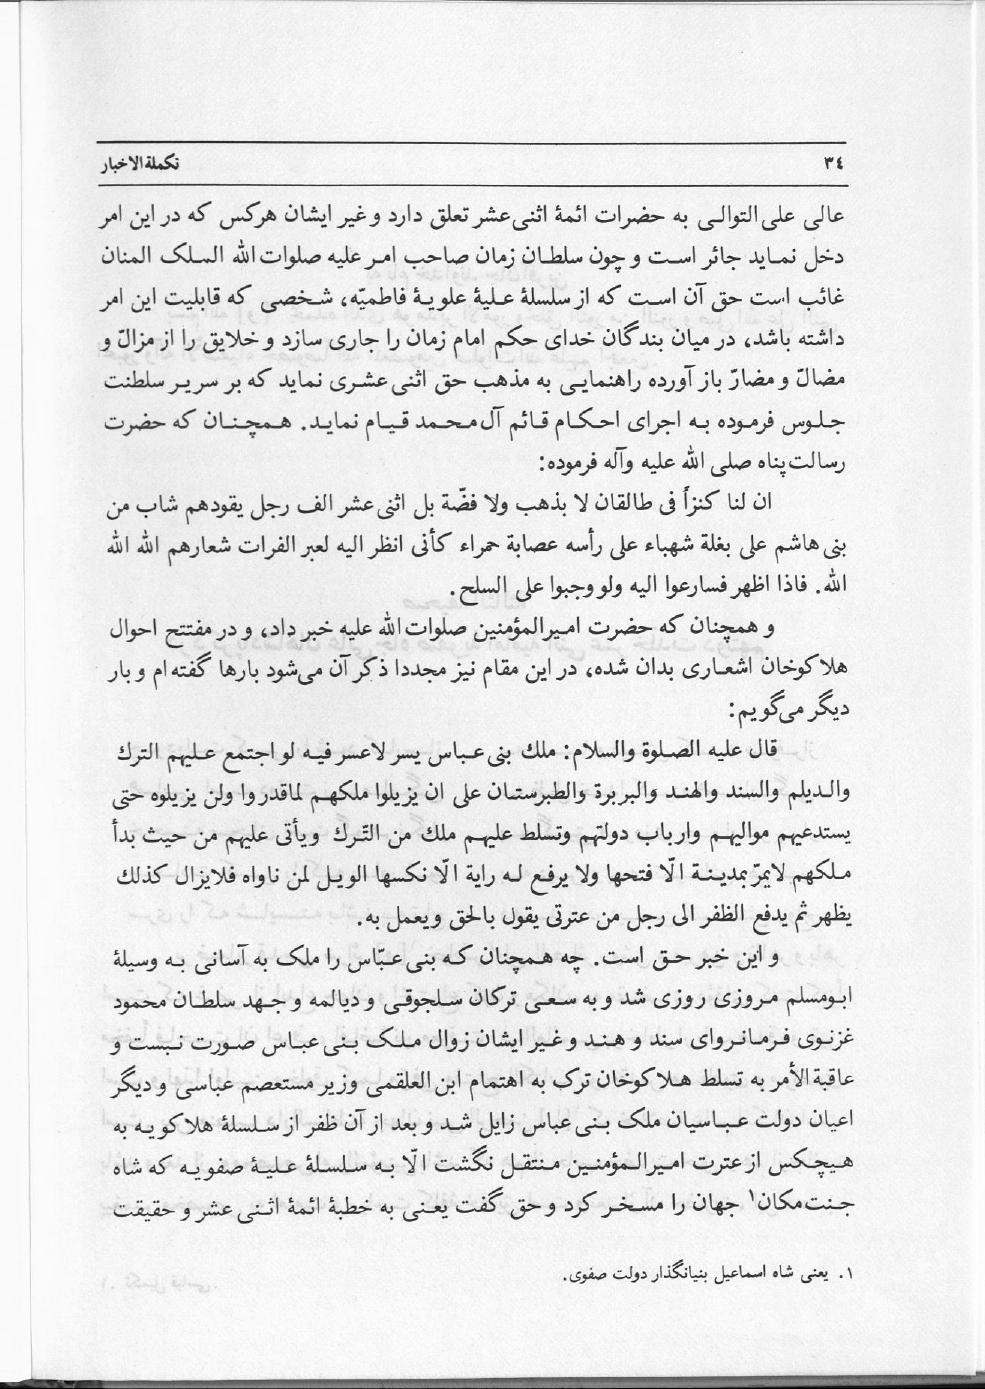 ٣٤
تکملة‌الاخبار
عالی علی‌التوالی به حضرات ائمهٔ اثنی‌عشر تعلق دارد و غیر ایشان هرکس که در این امر
دخل نماید جائر است و چون سلطان زمان صاحب امر علیه صلوات‌الله الملک المنان
غائب است حق آن است که از سلسلهٔ علیهٔ علویهٔ فاطمیّه، شخصی که قابلیت این امر
داشته باشد، در میان بندگان خدای حکم امام زمان را جاری سازد و خلایق را از مزالّ و
مضالّ و مضارّ باز آورده راهنمایی به مذهب حق اثنی‌عشری نماید که بر سریر سلطنت
جلوس فرموده به اجرای احکام قائم آل‌محمد قیام نماید. همچنان که حضرت
رسالت‌پناه صلی الله علیه وآله فرموده:
ان لنا کنزاً فی طالقان لا بذهب ولا فضّة بل اثنی‌عشر الف رجل یقودهم شاب من
بنی‌هاشم علی بغلة شهباء علی رأسه عصابة حمراء کأنی انظر الیه لعبر الفرات شعارهم الله الله
الله. فاذا اظهر فسارعوا الیه ولو وجبوا علی السلح.
و همچنان که حضرت امیرالمؤمنین صلوات‌الله علیه خبر داد، و در مفتتح احوال
هلاکوخان اشعاری بدان شده، در این مقام نیز مجددا ذکر آن می‌شود بارها گفته‌ام و بار
دیگر می‌گویم:
قال علیه الصلوة والسلام: ملك بنی‌عباس یسر لاعسر فیه لو اجتمع علیهم الترك
والدیلم والسند والهند والبربرة والطبرستان علی ان یزیلوا ملکهم لماقدروا ولن یزیلوه حتی
یستدعیهم موالیهم وارباب دولتهم وتسلط علیهم ملك من التّرك ویأتی علیهم من حیث بدأ
ملکهم لایمرّ بمدینة الّا فتحها ولا یرفع له رایة الّا نکسها الویل لمن ناواه فلایزال کذلك
یظهر ثم یدفع الظفر الی رجل من عترتی یقول بالحق ویعمل به.
و این خبر حق است. چه همچنان که بنی‌عبّاس را ملک به آسانی به وسیلهٔ
ابومسلم مروزی روزی شد و به سعی ترکان سلجوقی و دیالمه و جهد سلطان محمود
غزنوی فرمانروای سند و هند و غیر ایشان زوال ملک بنی‌عباس صورت نبست و
عاقبة‌الأمر به تسلط هلاکوخان ترک به اهتمام ابن‌العلقمی وزیر مستعصم عباسی و دیگر
اعیان دولت عباسیان ملک بنی‌عباس زایل شد و بعد از آن ظفر از سلسلهٔ هلاکویه به
هیچکس از عترت امیرالمؤمنین منتقل نگشت الّا به سلسلهٔ علیهٔ صفویه که شاه
جنت‌مکان١ جهان را مسخر کرد و حق گفت یعنی به خطبهٔ ائمهٔ اثنی‌عشر و حقیقت
١. یعنی شاه اسماعیل بنیانگذار دولت صفوی.